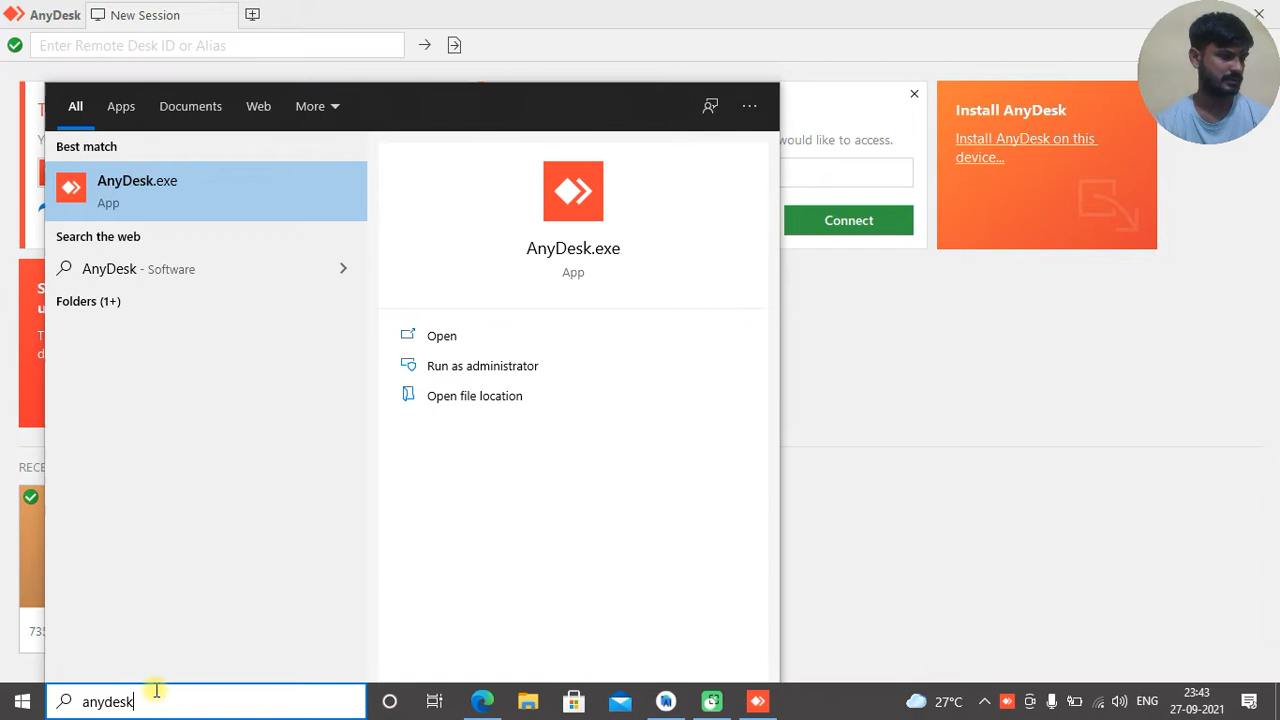 AnyDesk
New Session
Enter Remote Desk ID or Alias
All
Apps
Documents
Web
More
Best match
AnyDesk.exe
App
Search the web
AnyDesk - Software
Folders (1+)
AnyDesk.exe
App
Open
Run as administrator
Open file location
would like to access.
Connect
Install AnyDesk
Install AnyDesk on this
device...
RECE
735
anydesk
27°C
ENG
23:43
27-09-2021